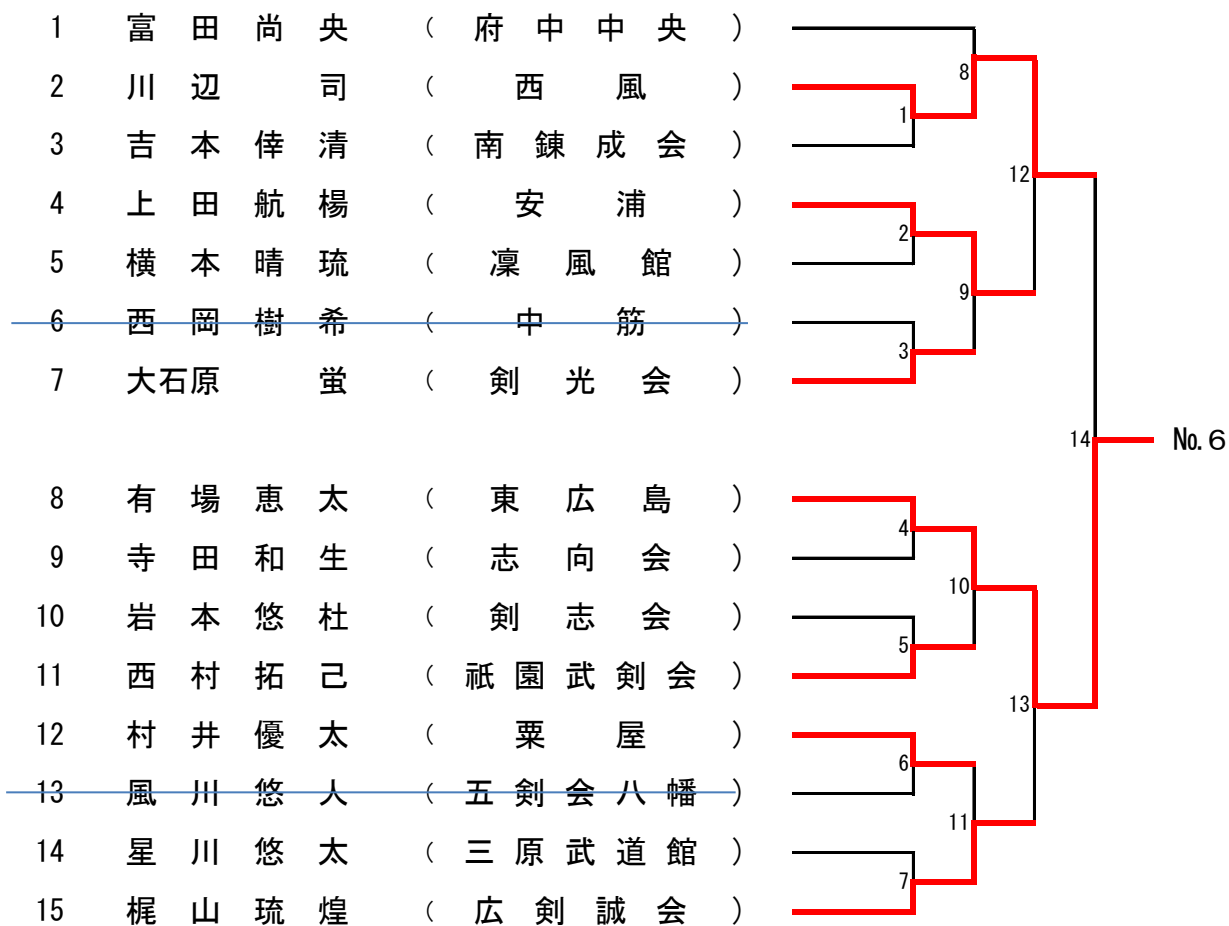 1 富田尚央 （ 府中中央 ）
2 川辺 司 （ 西風 ）
3 吉本倖清 （ 南錬成会 ）
4 上田航楊 （ 安浦 ）
5 横本晴琉 （ 凜風館 ）
6 西岡樹希 （ 中筋 ）
7 大石原 蛍 （ 剣光会 ）
8 有場恵太 （ 東広島 ）
9 寺田和生 （ 志向会 ）
10 岩本悠杜 （ 剣志会 ）
11 西村拓己 （ 祇園武剣会 ）
12 村井優太 （ 粟屋 ）
13 風川悠人 （ 五剣会八幡 ）
14 星川悠太 （ 三原武道館 ）
15 梶山琉煌 （ 広剣誠会 ）
8
1
12
2
9
3
14 №６
4
10
5
13
6
11
7